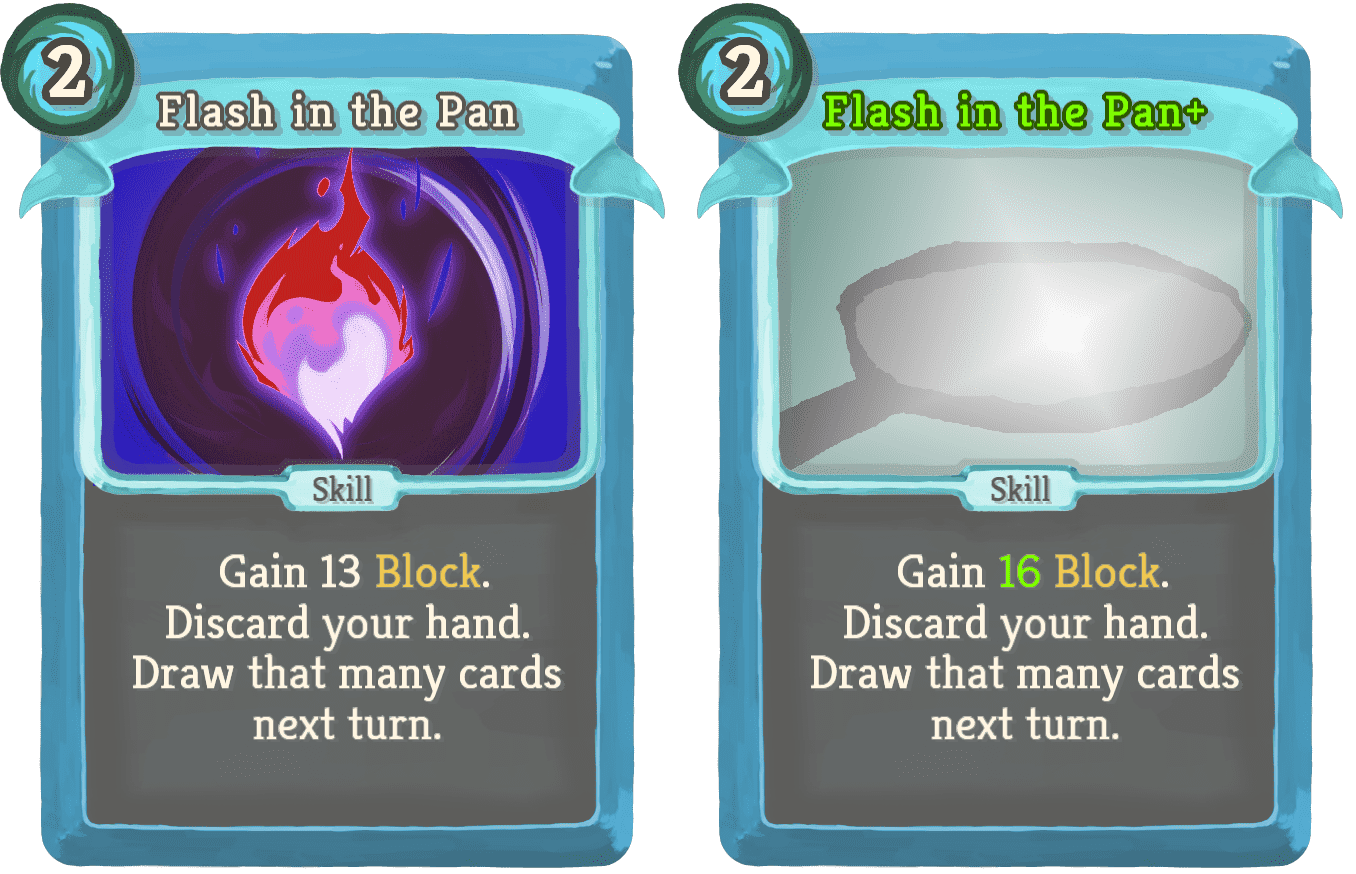 2
Flash in the Pan
Skill
Gain 13 Block.
Discard your hand.
Draw that many cards
next turn.
2
Flash in the Pan+
Skill
Gain 16 Block.
Discard your hand.
Draw that many cards
next turn.